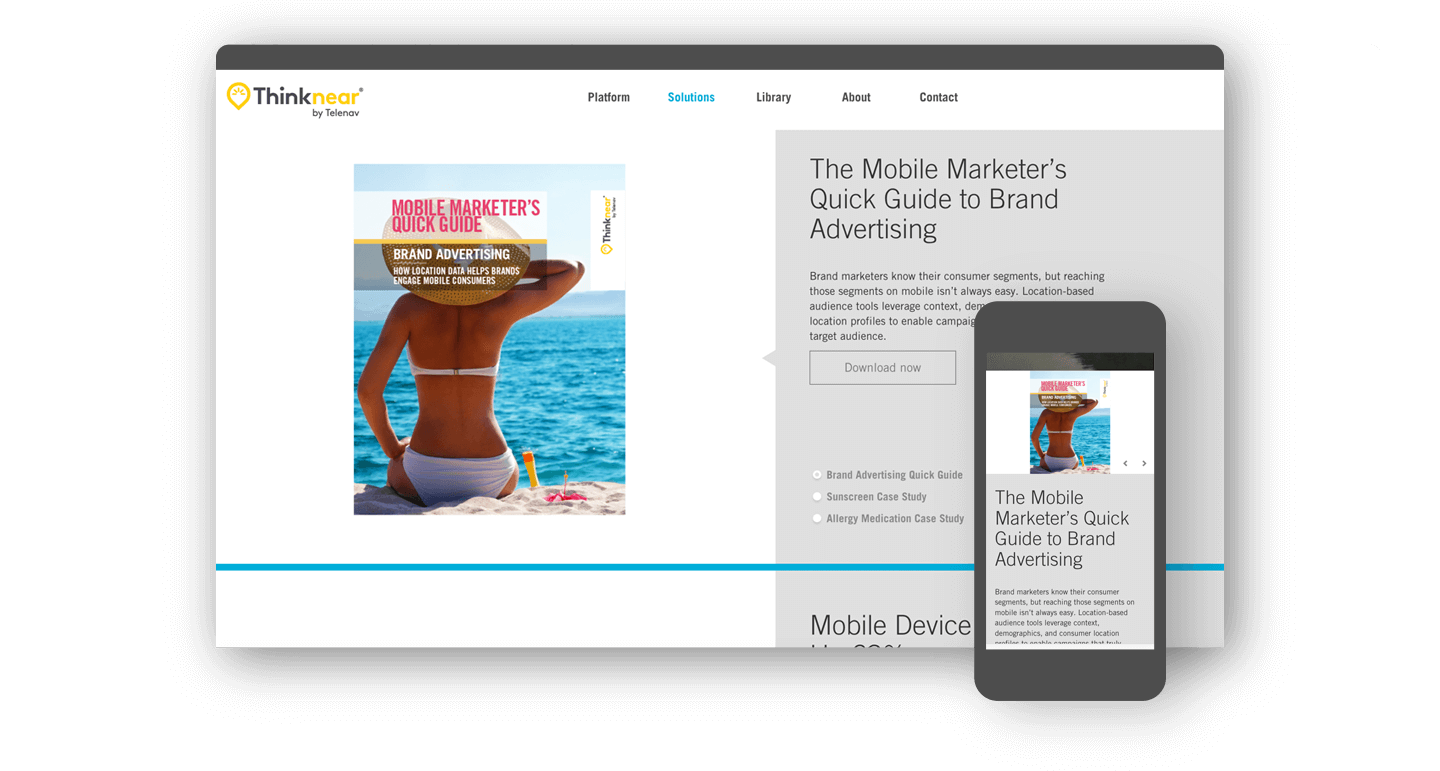 Thinknear®
by Telenav
Platform
Solutions
Library
About
Contact
MOBILE MARKETER'S
QUICK GUIDE
BRAND ADVERTISING
HOW LOCATION DATA HELPS BRANDS
ENGAGE MOBILE CONSUMERS
Thinknear
by Telenav
The Mobile Marketer's
Quick Guide to Brand
Advertising
Brand marketers know their consumer segments, but reaching
those segments on mobile isn't always easy. Location-based
audience tools leverage context, dem
location profiles to enable campaig
target audience.
Download now
Brand Advertising Quick Guide
Sunscreen Case Study
Allergy Medication Case Study
Mobile Device
MOBILE MARKETER'S
QUICK GUIDE
BRAND ADVERTISING
The Mobile
Marketer's Quick
Guide to Brand
Advertising
Brand marketers know their consumer
segments, but reaching those segments on
mobile isn't always easy. Location-based
audience tools leverage context,
demographics, and consumer location
profiles to enable campaigns that truly